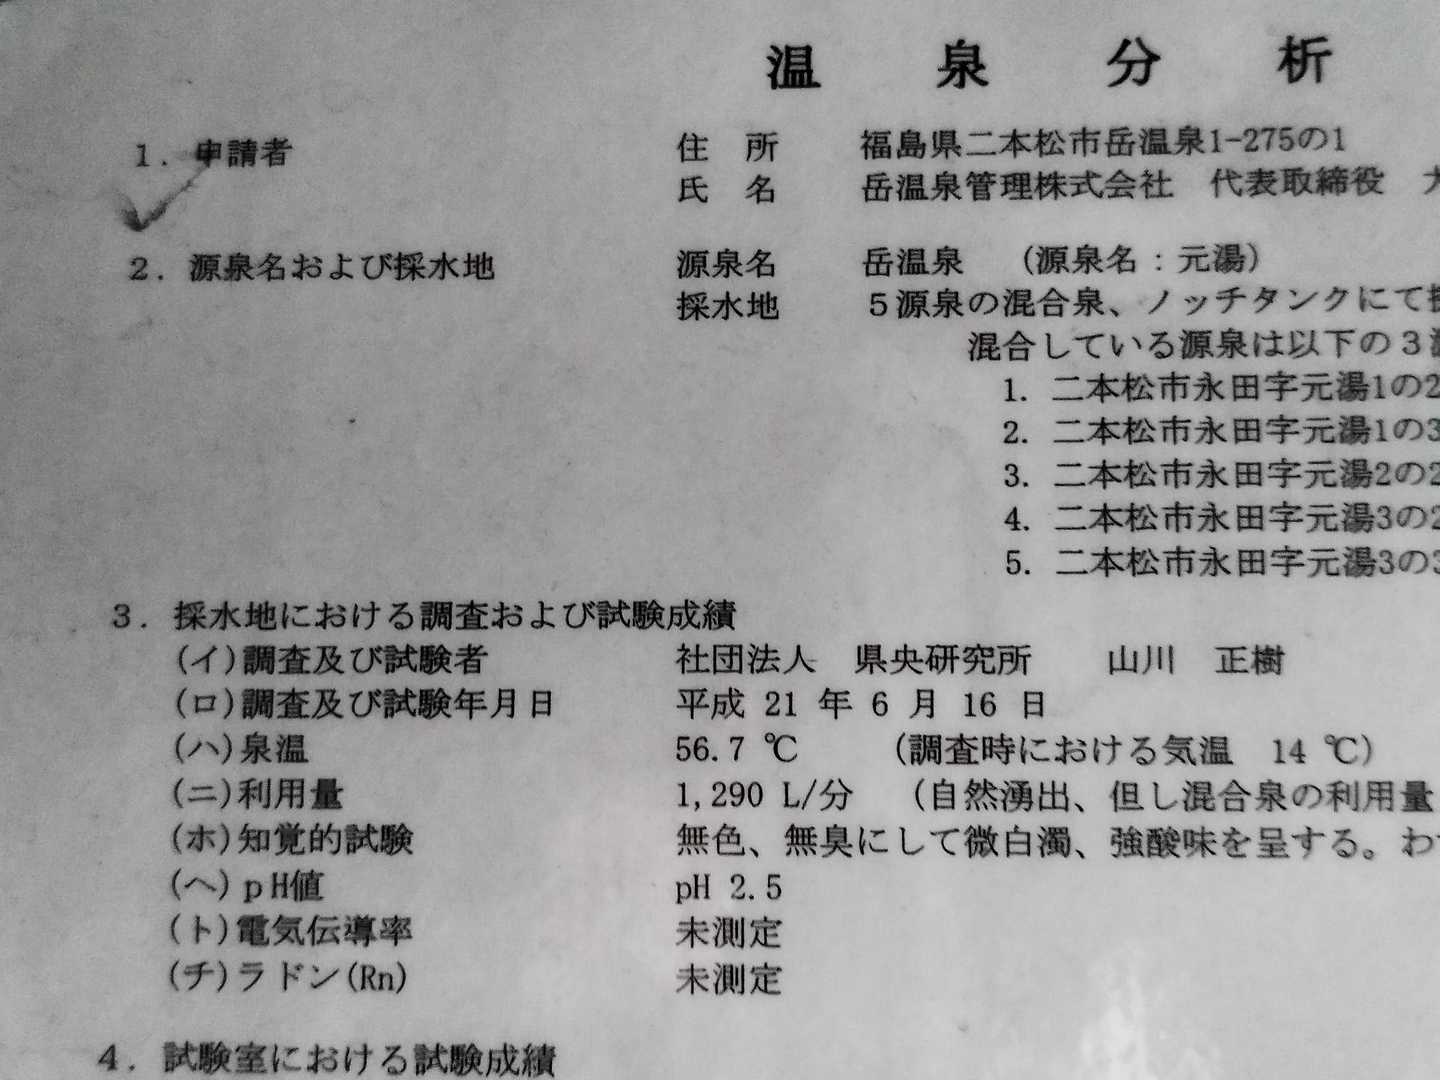 温泉分析
1. 申請者 住所 福島県二本松市岳温泉1-275の1
氏名 岳温泉管理株式会社 代表取締役
2. 源泉名および採水地 源泉名 岳温泉 (源泉名:元湯)
採水地 5源泉の混合泉、ノッチタンクにて
混合している源泉は以下の3
1. 二本松市永田字元湯1の2
2. 二本松市永田字元湯1の3
3. 二本松市永田字元湯2の2
4. 二本松市永田字元湯3の2
5. 二本松市永田字元湯3の3
3. 採水地における調査および試験成績
(イ)調査及び試験者 社団法人 県央研究所 山川 正樹
(ロ)調査及び試験年月日 平成 21 年 6 月 16 日
(ハ)泉温 56.7 ℃ (調査時における気温 14 ℃)
(ニ)利用量 1,290 L/分 (自然湧出、但し混合泉の利用量
(ホ)知覚的試験 無色、無臭にして微白濁、強酸味を呈する。わ
(ヘ)pH値 pH 2.5
(ト)電気伝導率 未測定
(チ)ラドン(Rn) 未測定
4. 試験室における試験成績